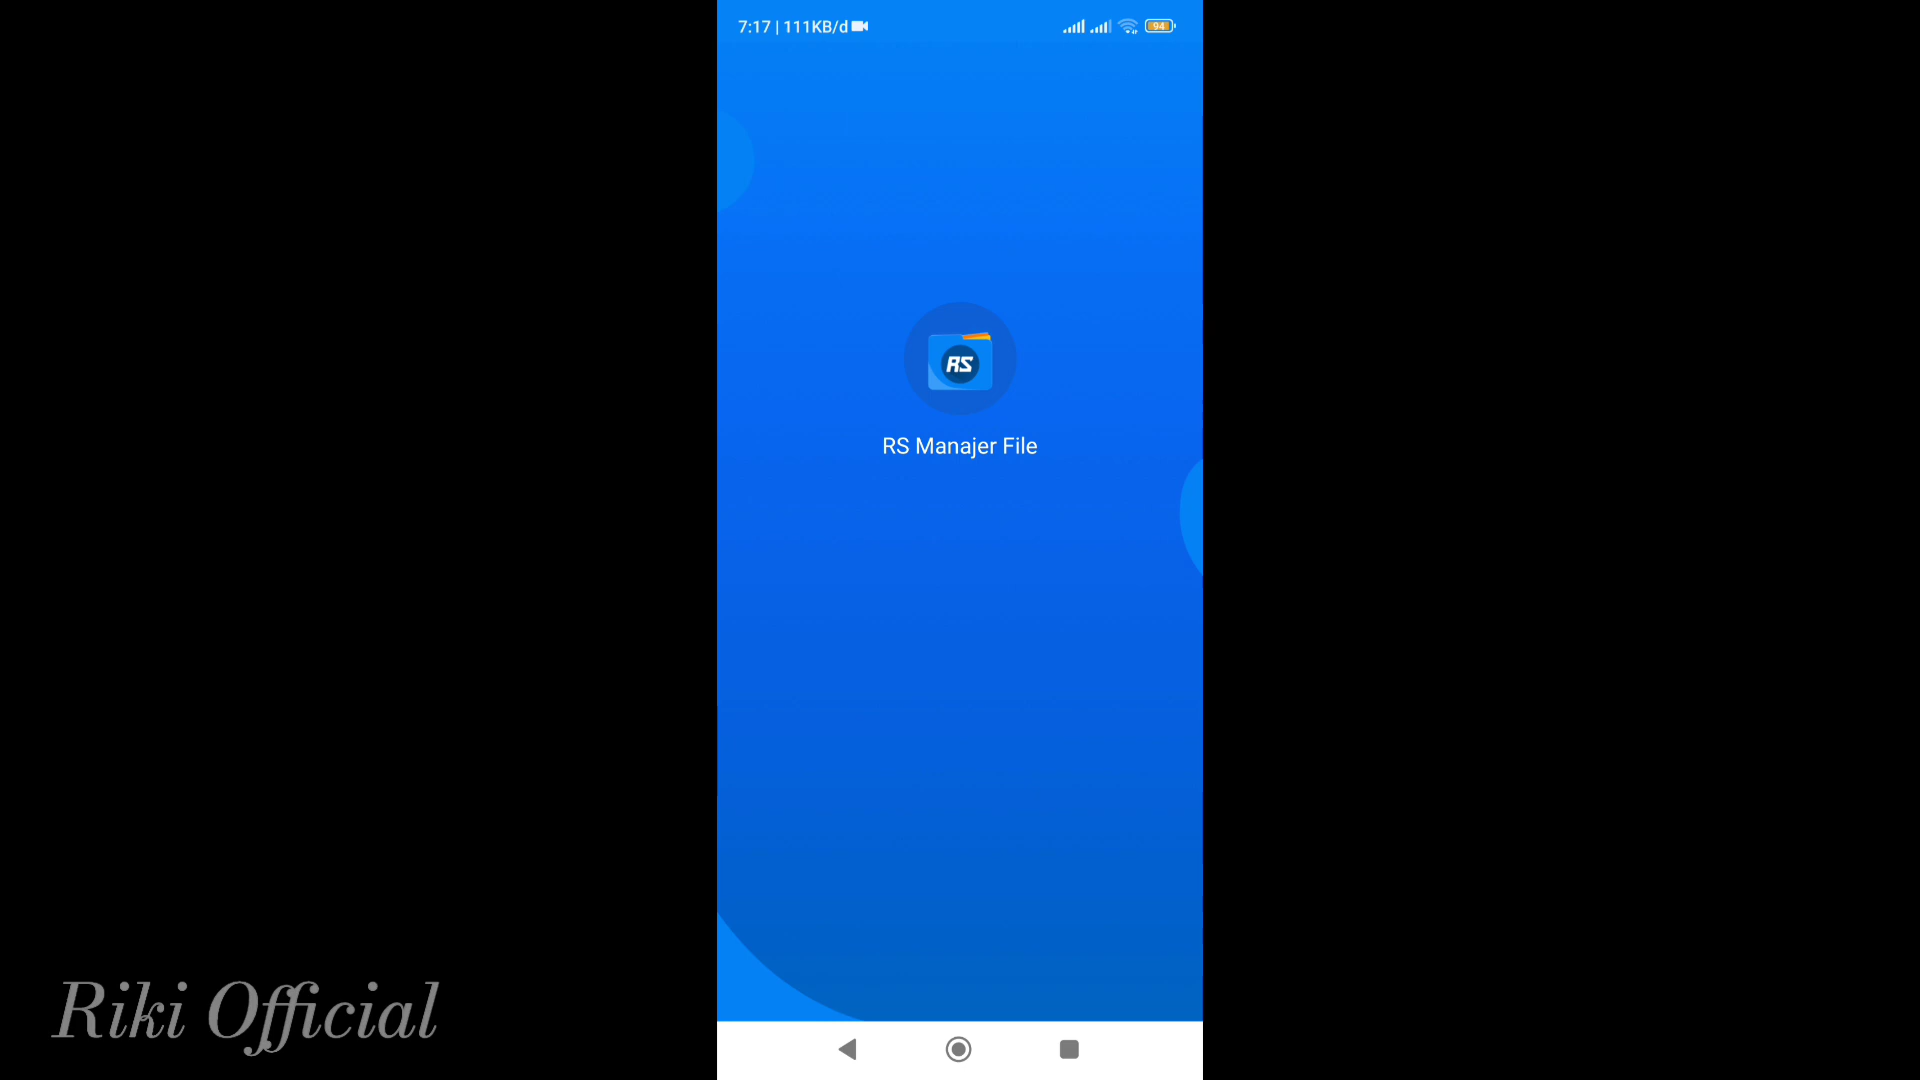 7:17 | 111KB/d
94
RS
RS Manajer File
Riki Official